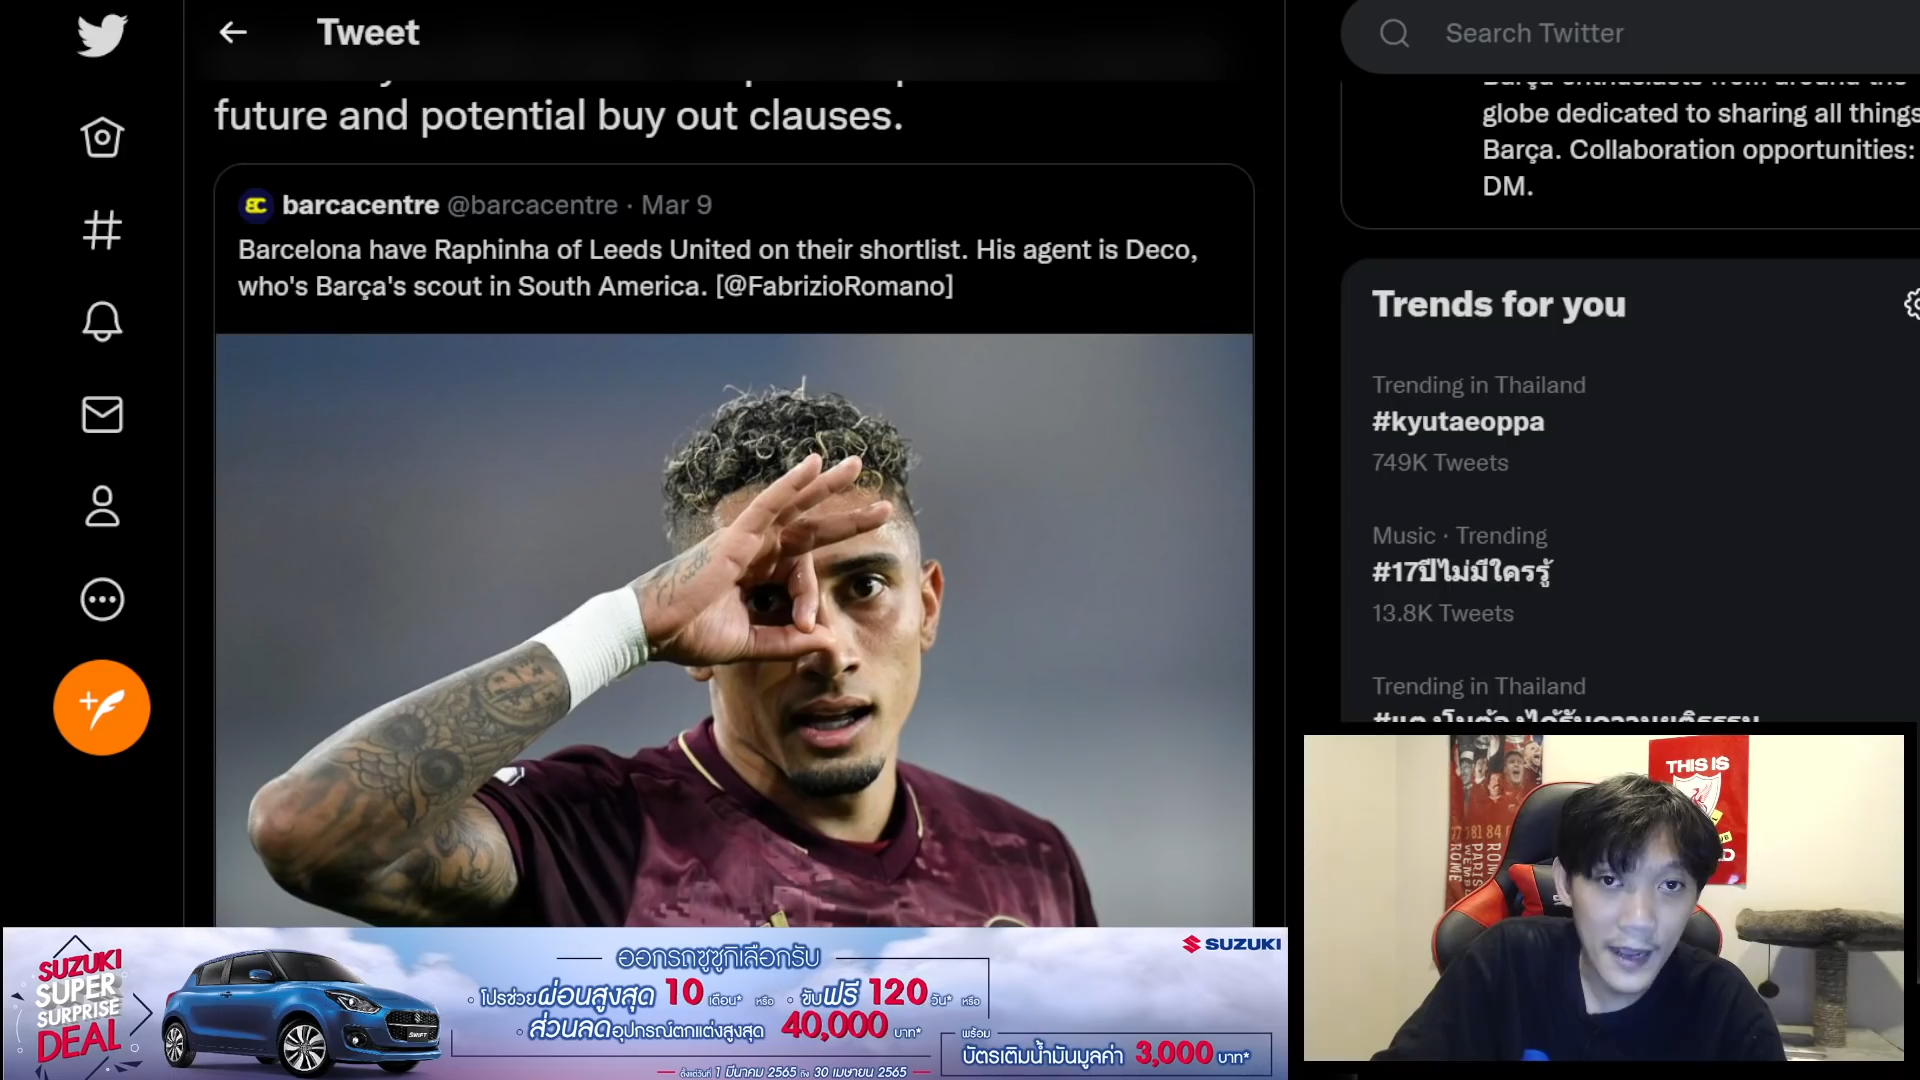 Tweet
future and potential buy out clauses.
barcacentre @barcacentre · Mar 9
Barcelona have Raphinha of Leeds United on their shortlist. His agent is Deco,
who's Barça's scout in South America. [@FabrizioRomano]
Search Twitter
globe dedicated to sharing all things
Barça. Collaboration opportunities:
DM.
Trends for you
Trending in Thailand
#kyutaeoppa
749K Tweets
Music · Trending
#17ปีไม่มีใครรู้
13.8K Tweets
Trending in Thailand
SUZUKI
SUPER
SURPRISE
DEAL
SWIFT
ออกรถซูซูกิเลือกรับ
• โปรช่วยผ่อนสูงสุด 10 เดือน* หรือ • ขับฟรี 120 วัน* หรือ
• ส่วนลดอุปกรณ์ตกแต่งสูงสุด 40,000 บาท*
พร้อม
บัตรเติมน้ำมันมูลค่า 3,000 บาท*
ตั้งแต่วันที่ 1 มีนาคม 2565 ถึง 30 เมษายน 2565
SUZUKI
THIS IS
PARIS
ROME